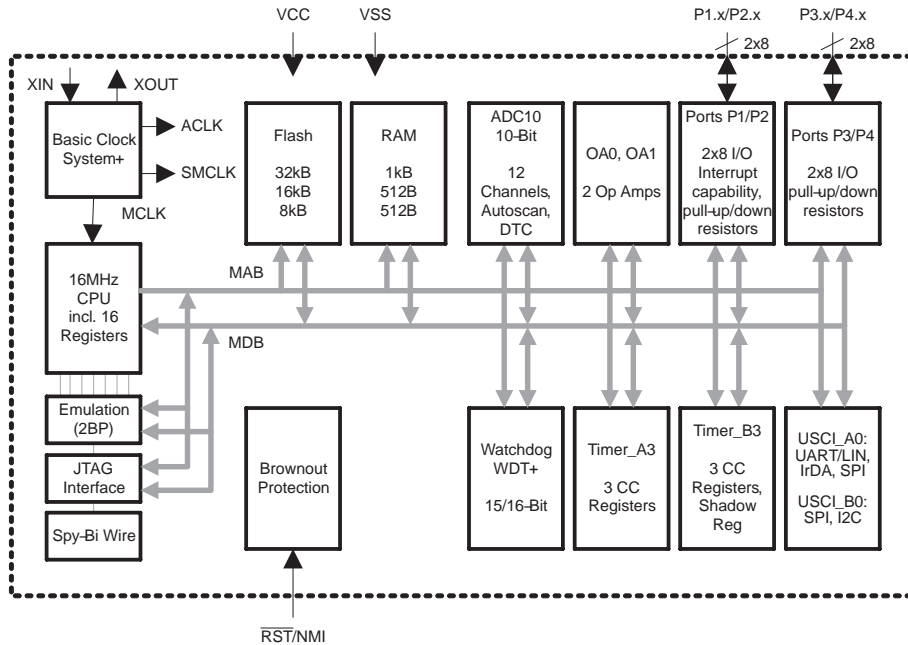 VCC
VSS
P1.x/P2.x
2x8
P3.x/P4.x
2x8
XIN
XOUT
Basic Clock
System+
ACLK
SMCLK
MCLK
Flash
32kB
16kB
8kB
RAM
1kB
512B
512B
ADC10
10-Bit
12
Channels,
Autoscan,
DTC
OA0, OA1
2 Op Amps
Ports P1/P2
2x8 I/O
Interrupt
capability,
pull-up/down
resistors
Ports P3/P4
2x8 I/O
pull-up/down
resistors
16MHz
CPU
incl. 16
Registers
MAB
MDB
Emulation
(2BP)
JTAG
Interface
Spy-Bi Wire
Brownout
Protection
Watchdog
WDT+
15/16-Bit
Timer_A3
3 CC
Registers
Timer_B3
3 CC
Registers,
Shadow
Reg
USCI_A0:
UART/LIN,
IrDA, SPI
USCI_B0:
SPI, I2C
RST/NMI